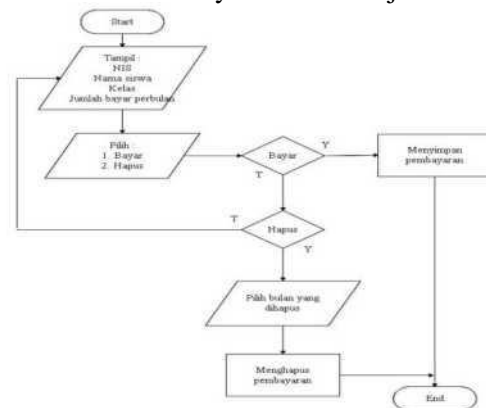 Start
Tampil :
NIS
Nama siswa
Kelas
Jumlah bayar perbulan
Pilih :
1. Bayar
2. Hapus
Bayar
Y
Menyimpan
pembayaran
T
T
Hapus
Y
Pilih bulan yang
dihapus
Menghapus
pembayaran
End